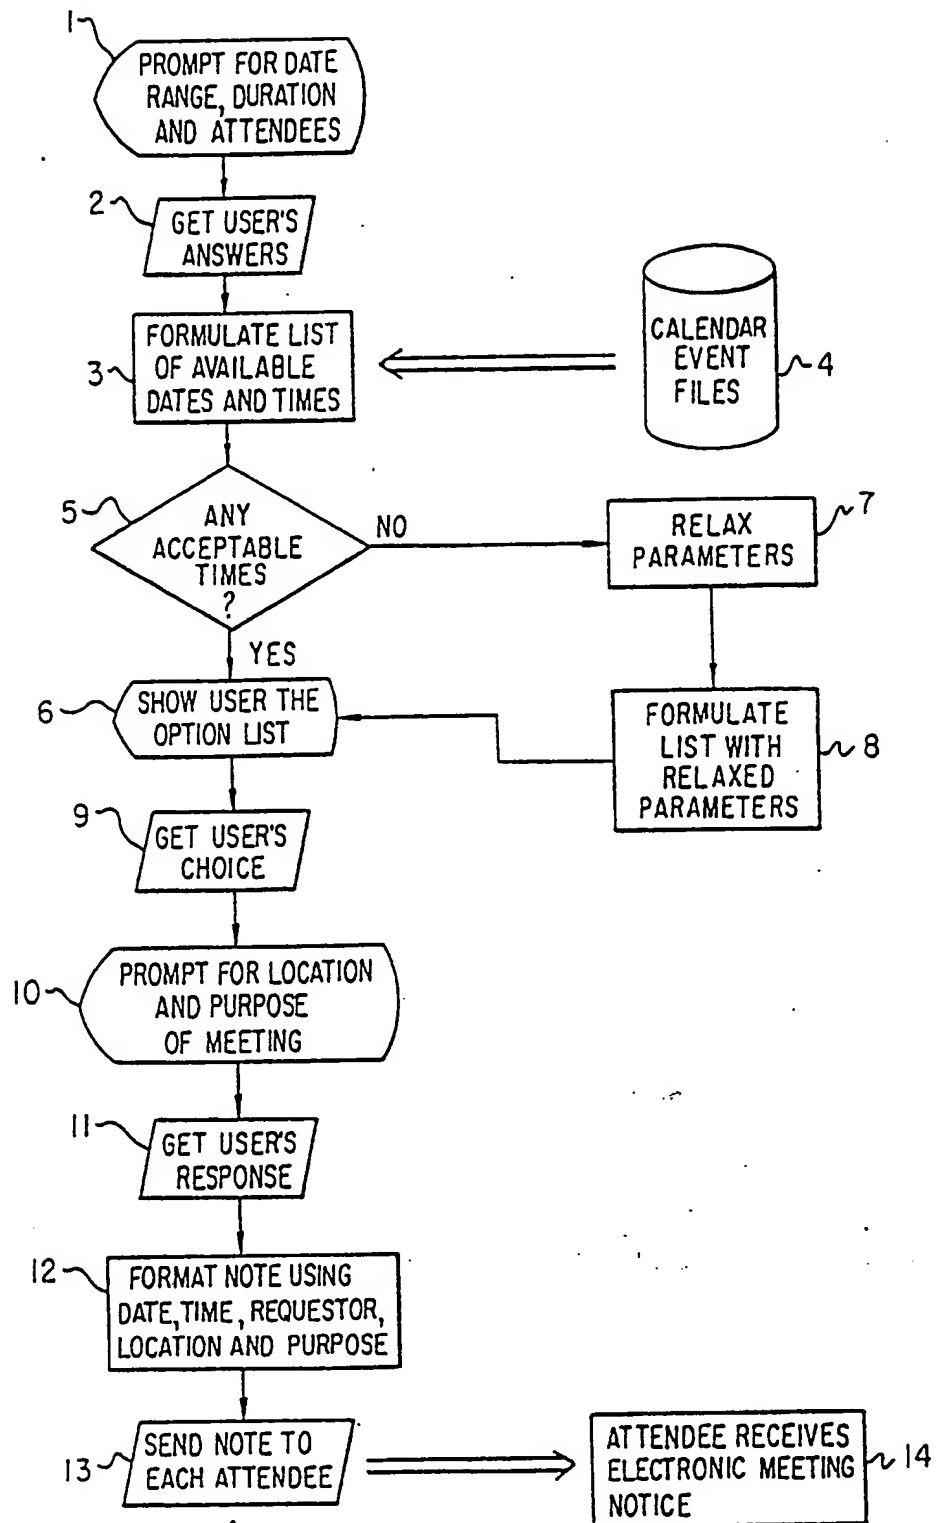 1
PROMPT FOR DATE
RANGE, DURATION
AND ATTENDEES
2
GET USER'S
ANSWERS
3
FORMULATE LIST
OF AVAILABLE
DATES AND TIMES
CALENDAR
EVENT
FILES
4
5
ANY
ACCEPTABLE
TIMES
?
NO
YES
7
RELAX
PARAMETERS
6
SHOW USER THE
OPTION LIST
FORMULATE
LIST WITH
RELAXED
PARAMETERS
8
9
GET USER'S
CHOICE
10
PROMPT FOR LOCATION
AND PURPOSE
OF MEETING
11
GET USER'S
RESPONSE
12
FORMAT NOTE USING
DATE, TIME, REQUESTOR,
LOCATION AND PURPOSE
13
SEND NOTE TO
EACH ATTENDEE
ATTENDEE RECEIVES
ELECTRONIC MEETING
NOTICE
14